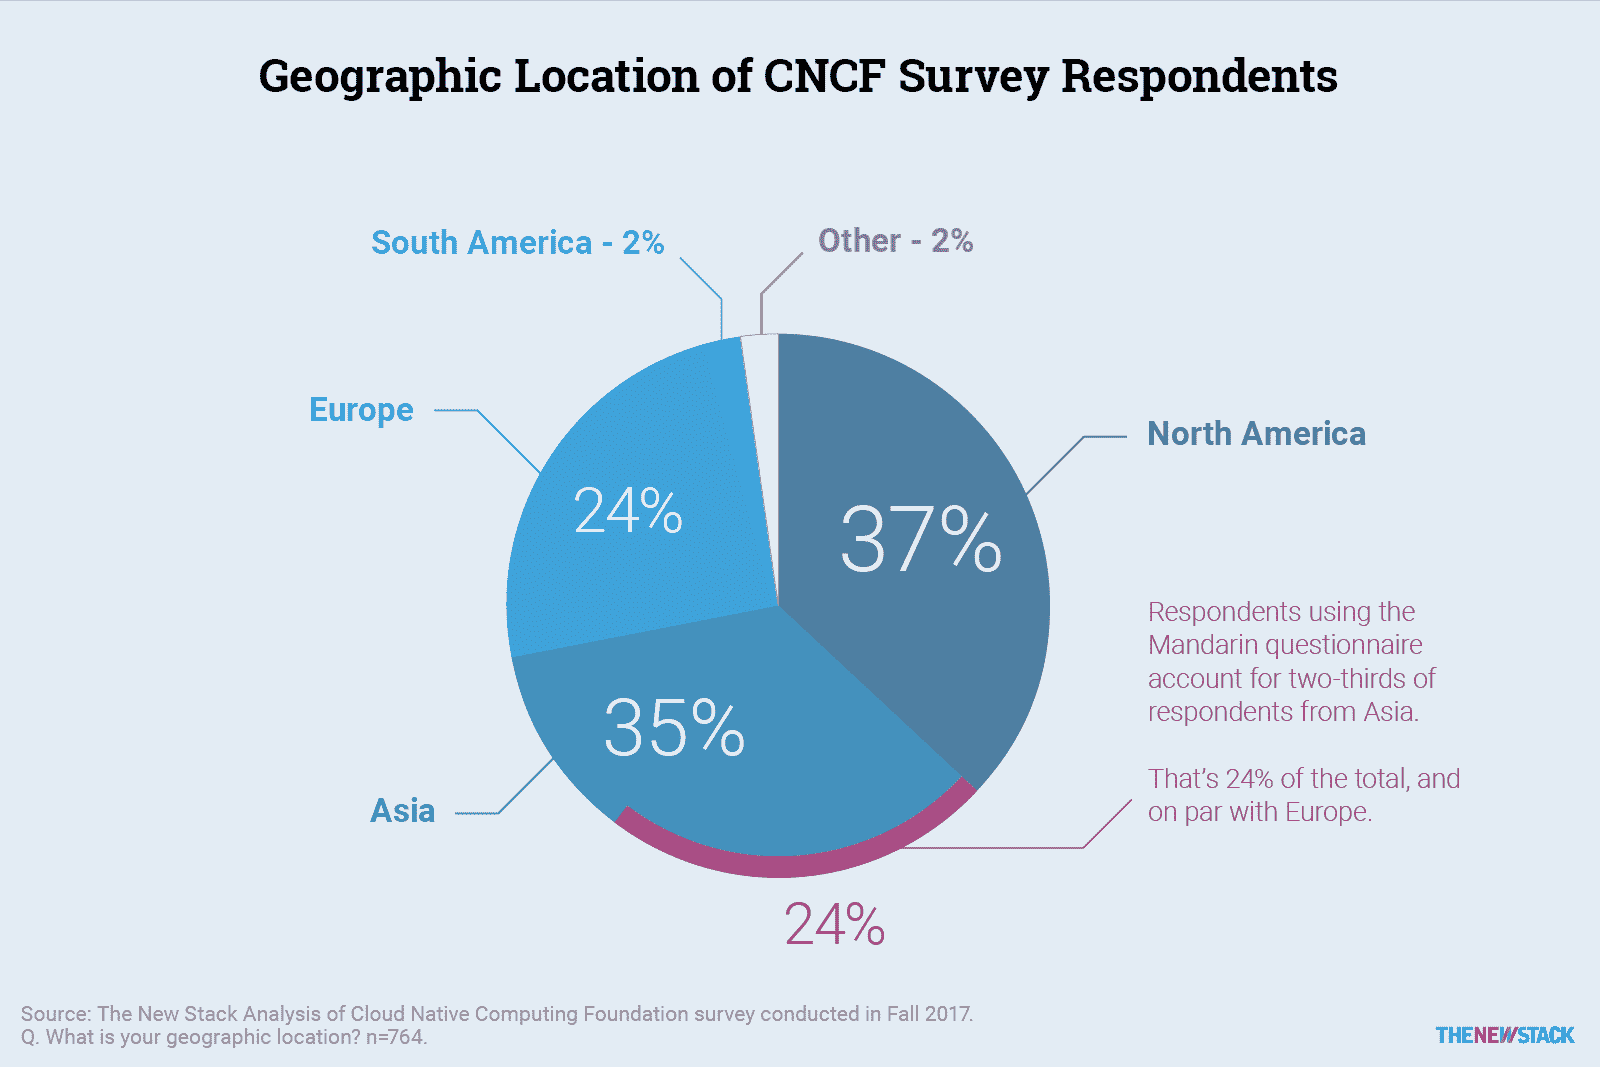 Geographic Location of CNCF Survey Respondents
South America - 2%
Other - 2%
Europe
North America
24%
37%
Respondents using the
Mandarin questionnaire
account for two-thirds of
respondents from Asia.
35%
That's 24% of the total, and
on par with Europe.
Asia
24%
Source: The New Stack Analysis of Cloud Native Computing Foundation survey conducted in Fall 2017.
Q. What is your geographic location? n=764.
THENEWSTACK